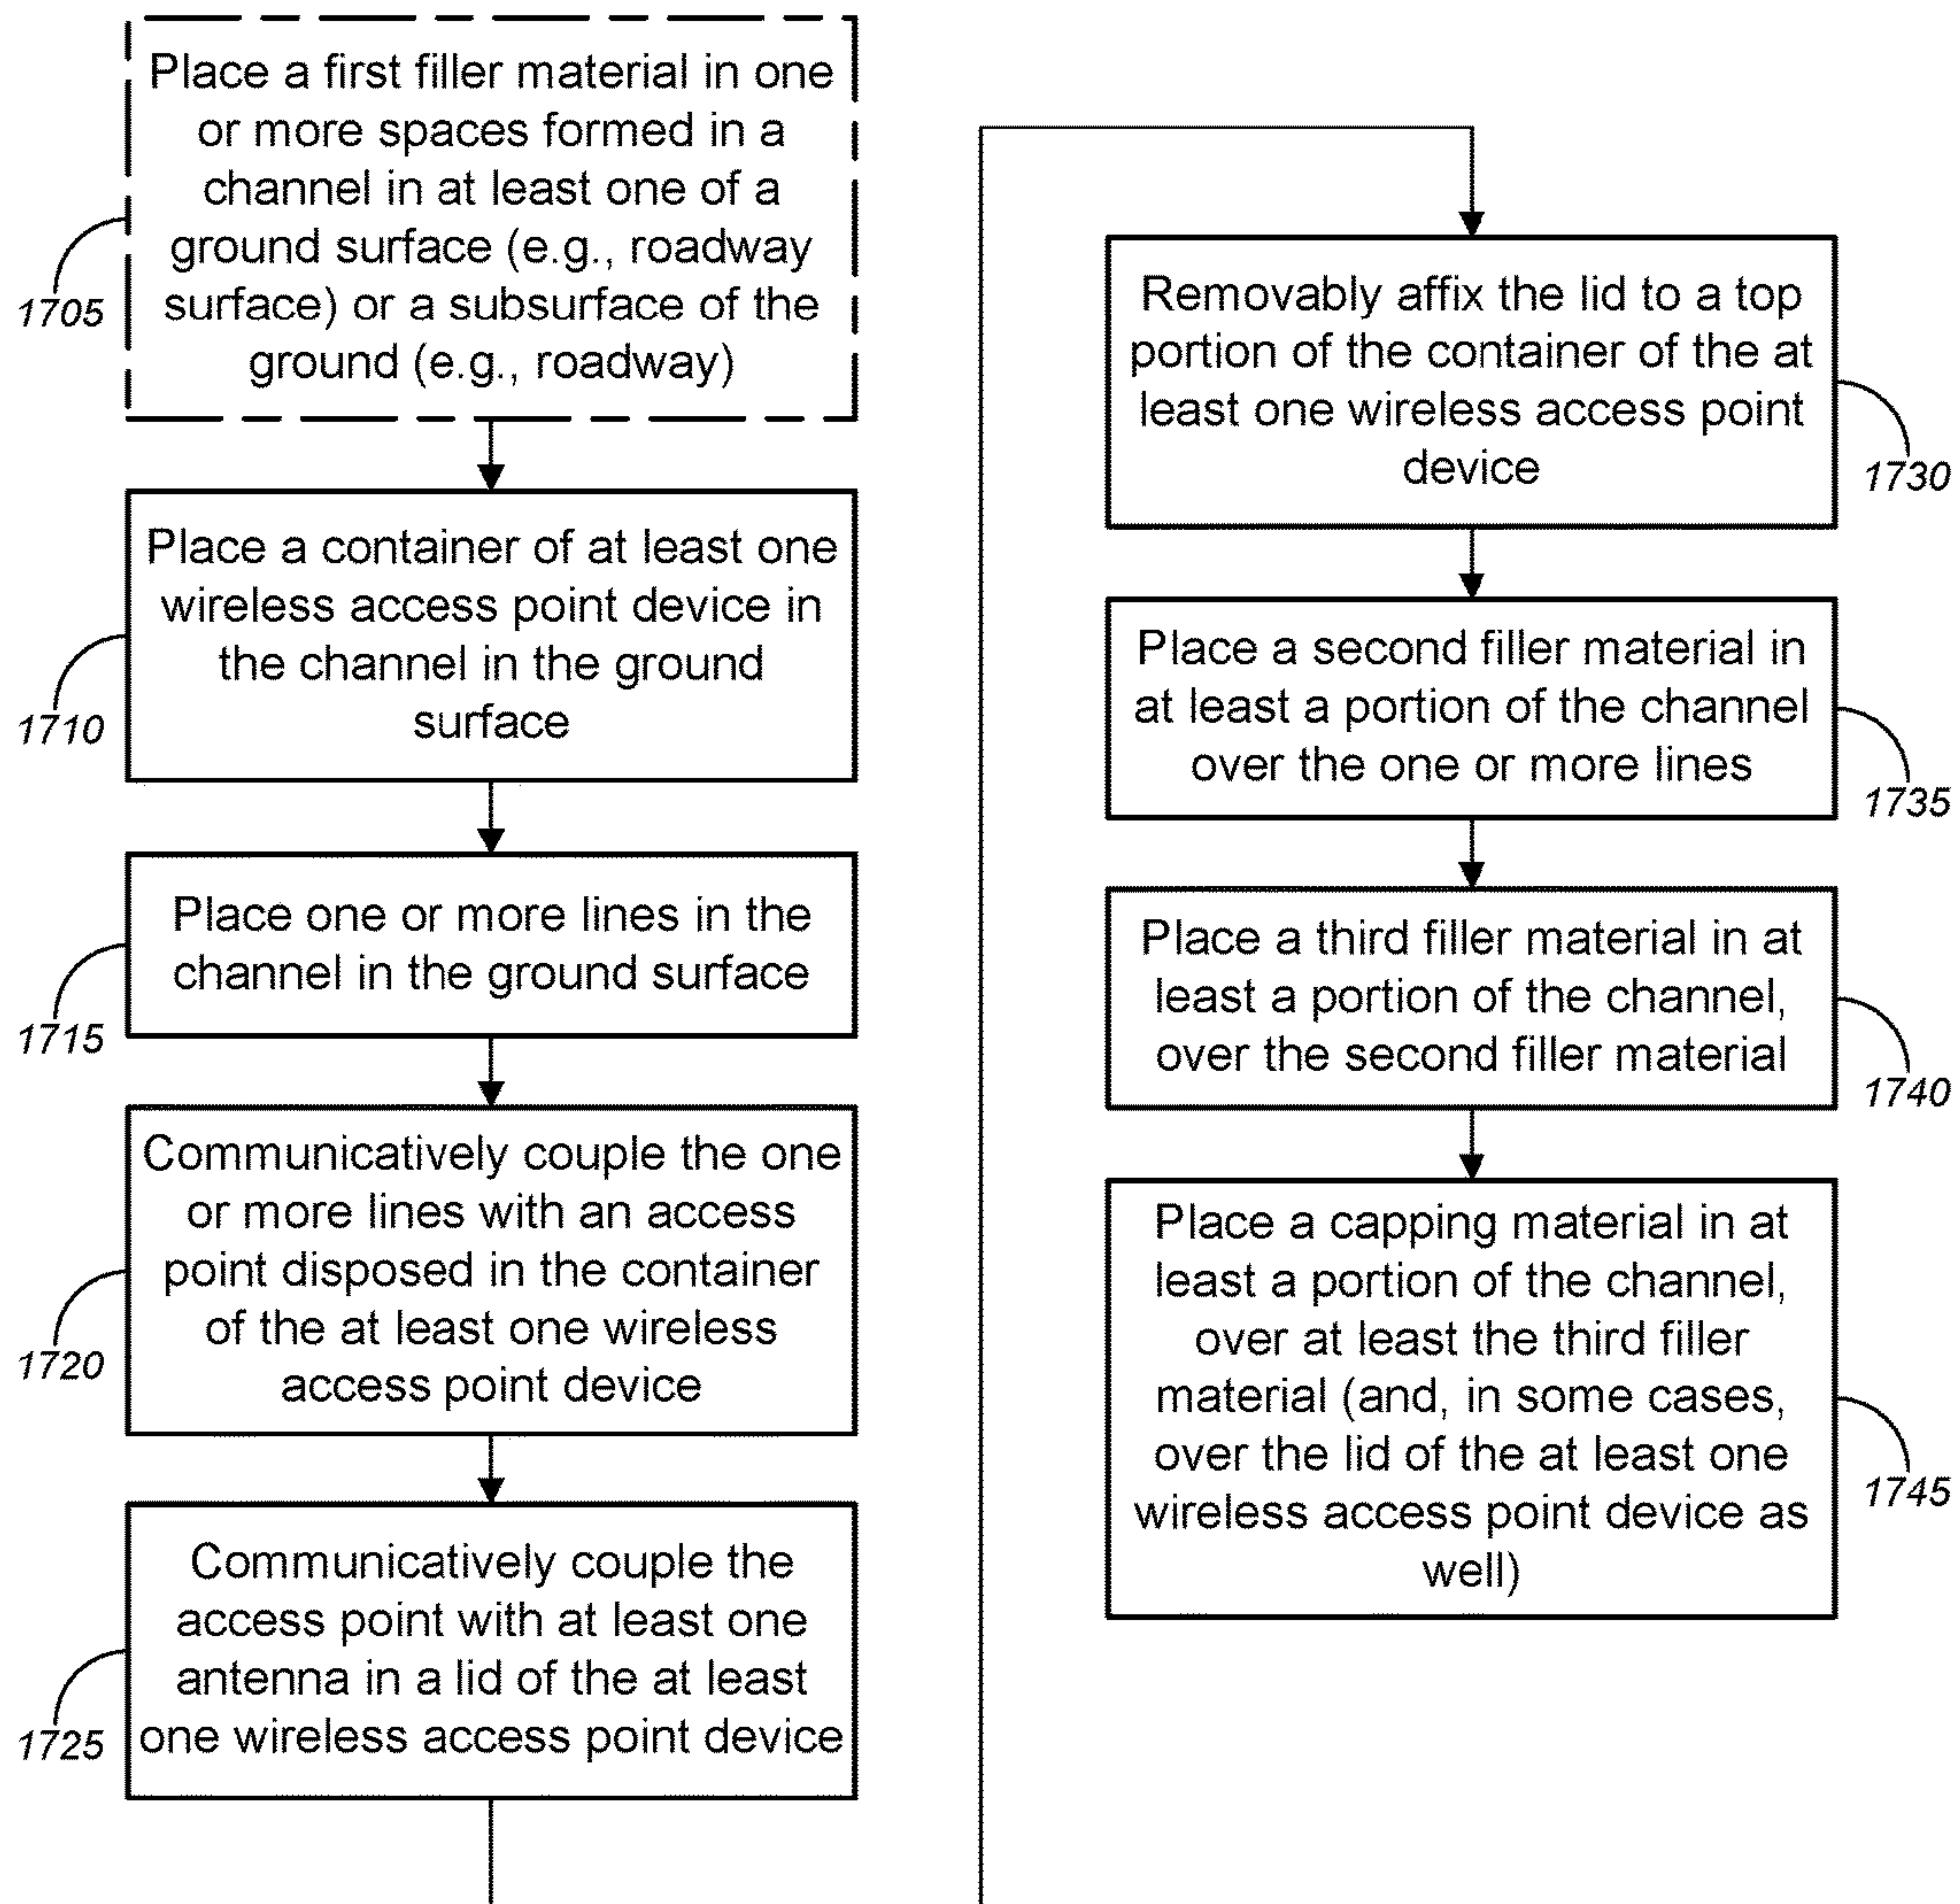 Place a first filler material in one
or more spaces formed in a
channel in at least one of a
ground surface (e.g., roadway
surface) or a subsurface of the
ground (e.g., roadway)
1705
Place a container of at least one
wireless access point device in
the channel in the ground
surface
1710
Place one or more lines in the
channel in the ground surface
1715
Communicatively couple the one
or more lines with an access
point disposed in the container
of the at least one wireless
access point device
1720
Communicatively couple the
access point with at least one
antenna in a lid of the at least
one wireless access point device
1725
Removably affix the lid to a top
portion of the container of the at
least one wireless access point
device
1730
Place a second filler material in
at least a portion of the channel
over the one or more lines
1735
Place a third filler material in at
least a portion of the channel,
over the second filler material
1740
Place a capping material in at
least a portion of the channel,
over at least the third filler
material (and, in some cases,
over the lid of the at least one
wireless access point device as
well)
1745